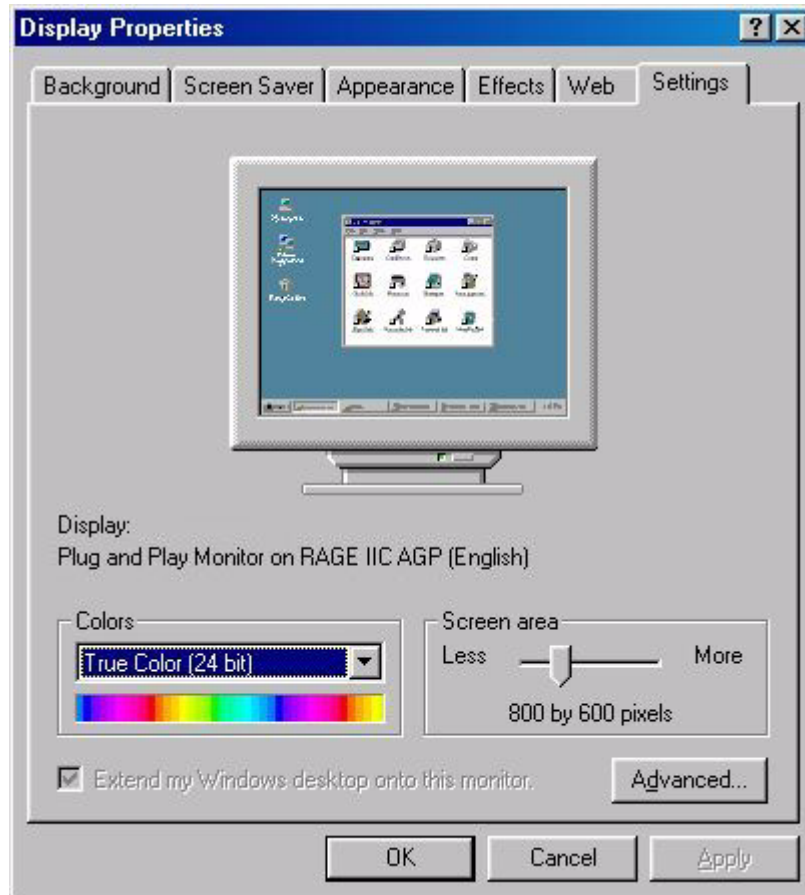 Display Properties
Background Screen Saver Appearance Effects Web Settings
Display:
Plug and Play Monitor on RAGE IIC AGP (English)
Colors
True Color (24 bit)
Screen area
Less More
800 by 600 pixels
Extend my Windows desktop onto this monitor.
Advanced...
OK Cancel Apply